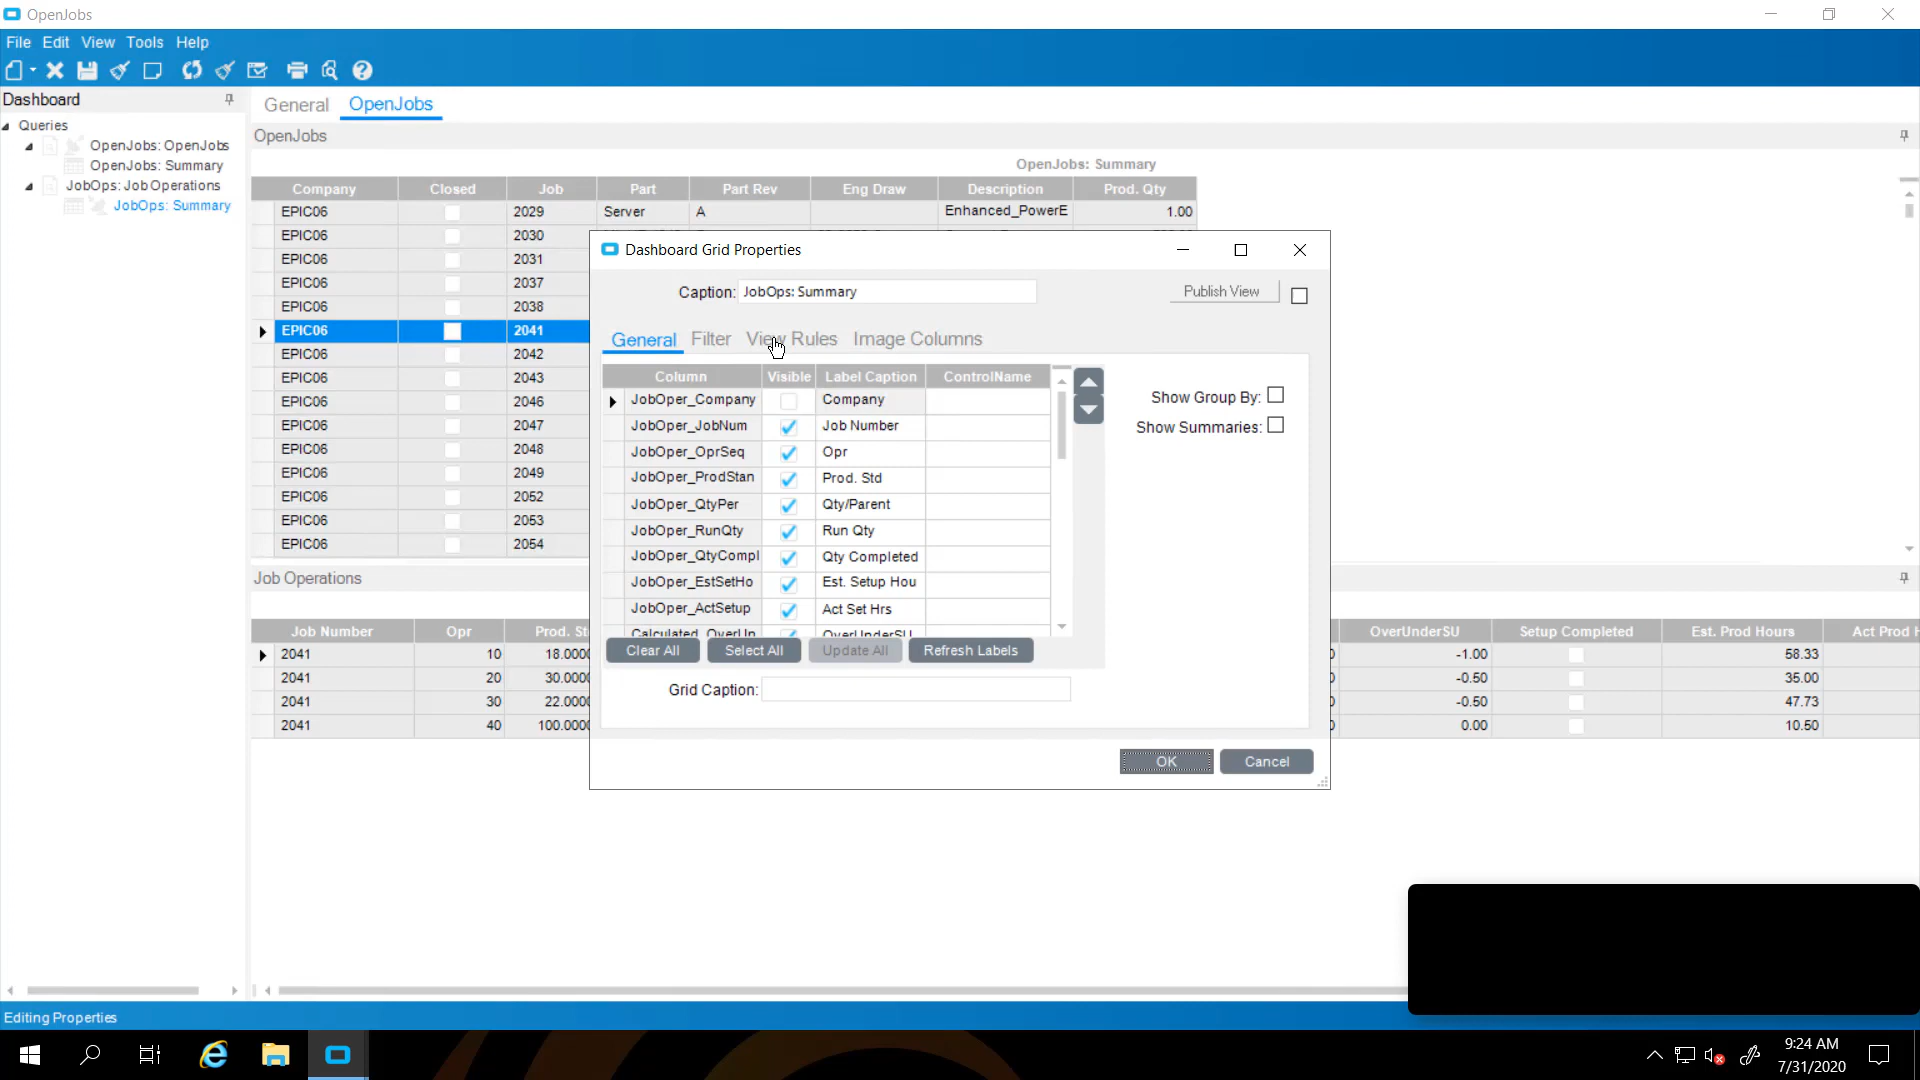 OpenJobs
File Edit View Tools Help
Dashboard
General OpenJobs
Queries
OpenJobs: OpenJobs
OpenJobs: Summary
JobOps: Job Operations
JobOps: Summary
OpenJobs
OpenJobs: Summary
Company Closed Job Part Part Rev Eng Draw Description Prod. Qty
EPIC06 2029 Server A Enhanced_PowerE 1.00
EPIC06 2030
EPIC06 2031
EPIC06 2037
EPIC06 2038
EPIC06 2041
EPIC06 2042
EPIC06 2043
EPIC06 2046
EPIC06 2047
EPIC06 2048
EPIC06 2049
EPIC06 2052
EPIC06 2053
EPIC06 2054
Dashboard Grid Properties
Caption: JobOps: Summary Publish View
General Filter View Rules Image Columns
Column Visible Label Caption ControlName
JobOper_Company Company
JobOper_JobNum Job Number
JobOper_OprSeq Opr
JobOper_ProdStan Prod. Std
JobOper_QtyPer Qty/Parent
JobOper_RunQty Run Qty
JobOper_QtyCompl Qty Completed
JobOper_EstSetHo Est. Setup Hou
JobOper_ActSetup Act Set Hrs
Calculated_OverUn OverUnderSU
Show Group By:
Show Summaries:
Clear All Select All Update All Refresh Labels
Grid Caption:
OK Cancel
Job Operations
Job Number Opr Prod. St OverUnderSU Setup Completed Est. Prod Hours Act Prod H
2041 10 18.0000 -1.00 58.33
2041 20 30.0000 -0.50 35.00
2041 30 22.0000 -0.50 47.73
2041 40 100.0000 0.00 10.50
Editing Properties
9:24 AM
7/31/2020